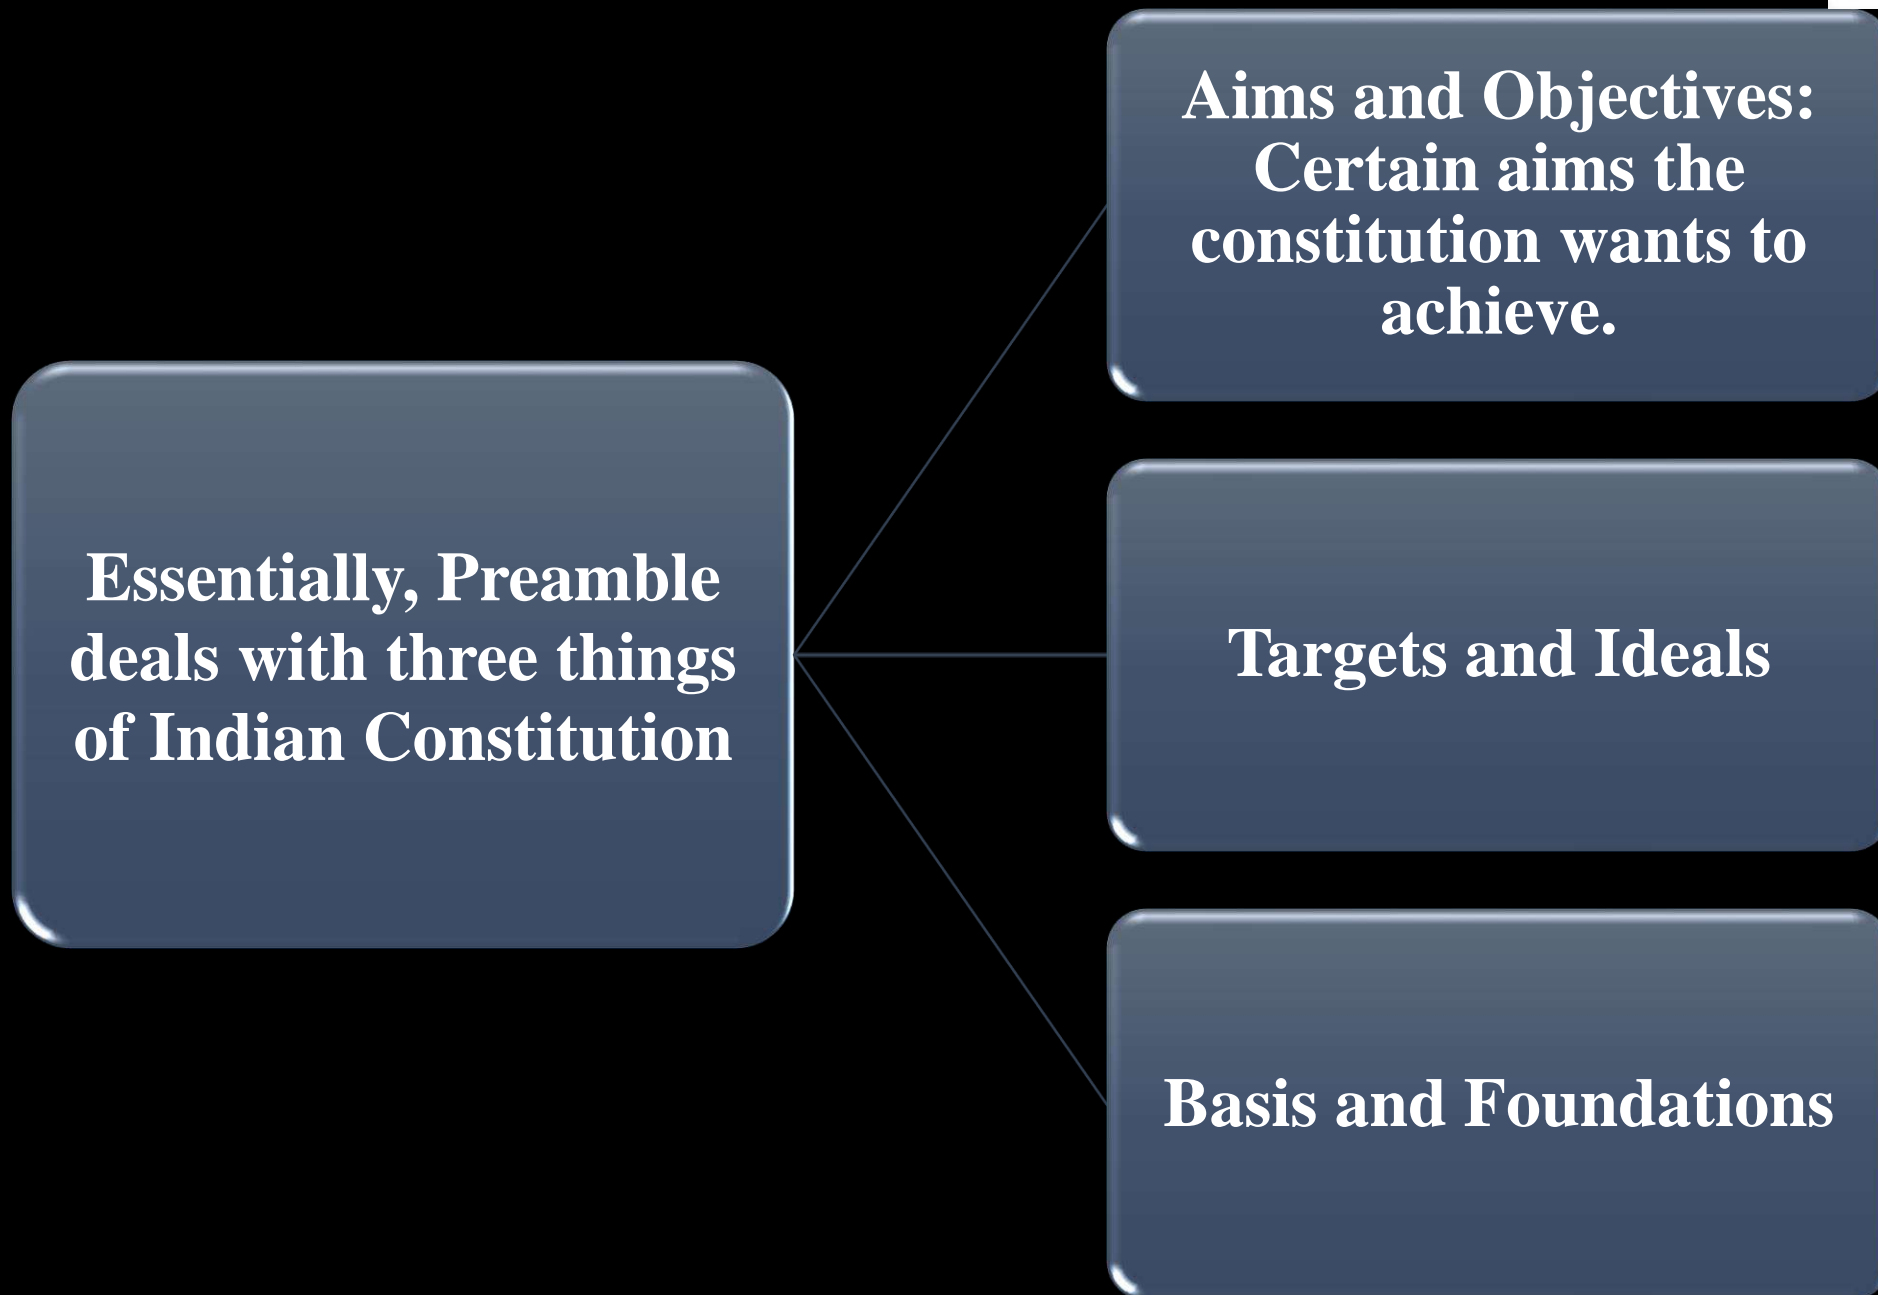 Essentially, Preamble
deals with three things
of Indian Constitution
Aims and Objectives:
Certain aims the
constitution wants to
achieve.
Targets and Ideals
Basis and Foundations